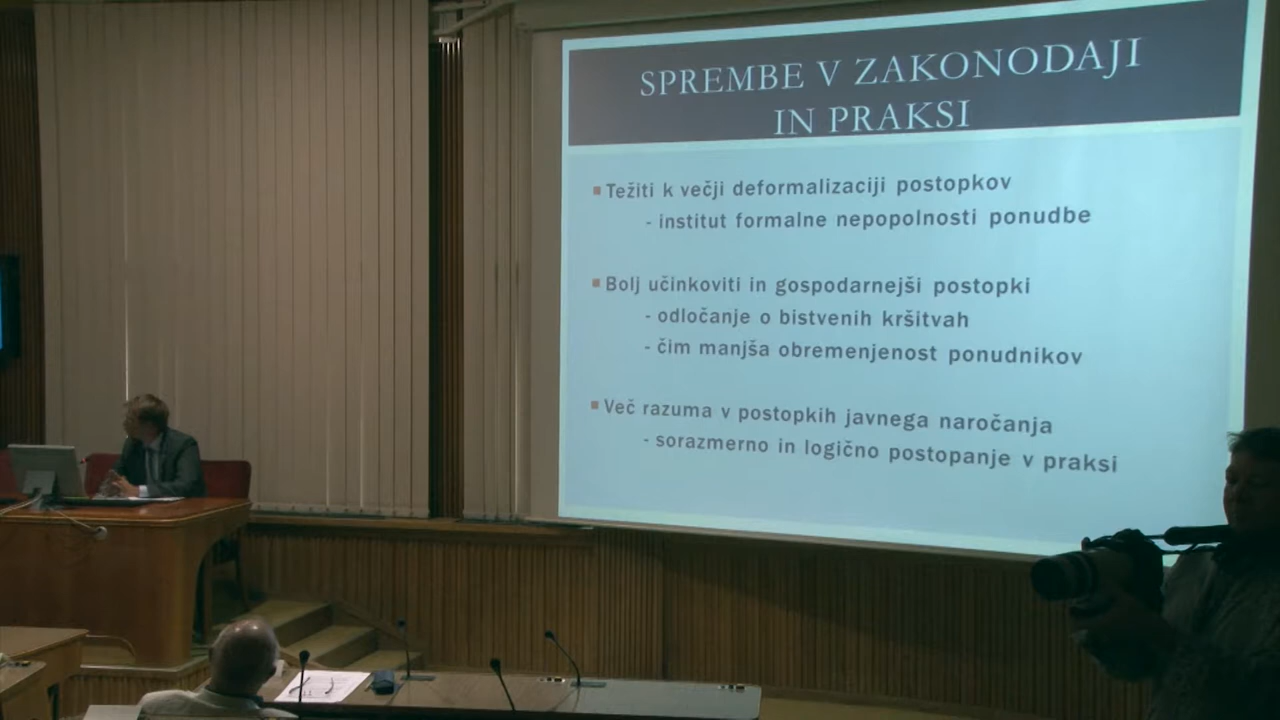 SPREMBE V ZAKONODAJI
IN PRAKSI
Težiti k večji deformalizaciji postopkov
- institut formalne nepopolnosti ponudbe
Bolj učinkoviti in gospodarnejši postopki
- odločanje o bistvenih kršitvah
- čim manjša obremenjenost ponudnikov
Več razuma v postopkih javnega naročanja
- sorazmerno in logično postopanje v praksi